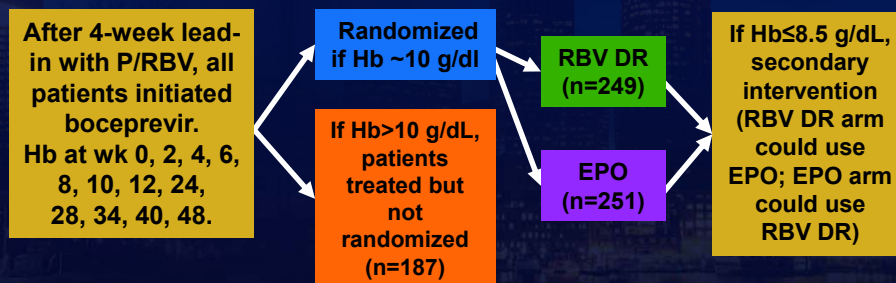 After 4-week lead-
in with P/RBV, all
patients initiated
boceprevir.
Hb at wk 0, 2, 4, 6,
8, 10, 12, 24,
28, 34, 40, 48.
Randomized
if Hb ~10 g/dl
If Hb>10 g/dL,
patients
treated but
not
randomized
(n=187)
RBV DR
(n=249)
EPO
(n=251)
If Hb≤8.5 g/dL,
secondary
intervention
(RBV DR arm
could use
EPO; EPO arm
could use
RBV DR)